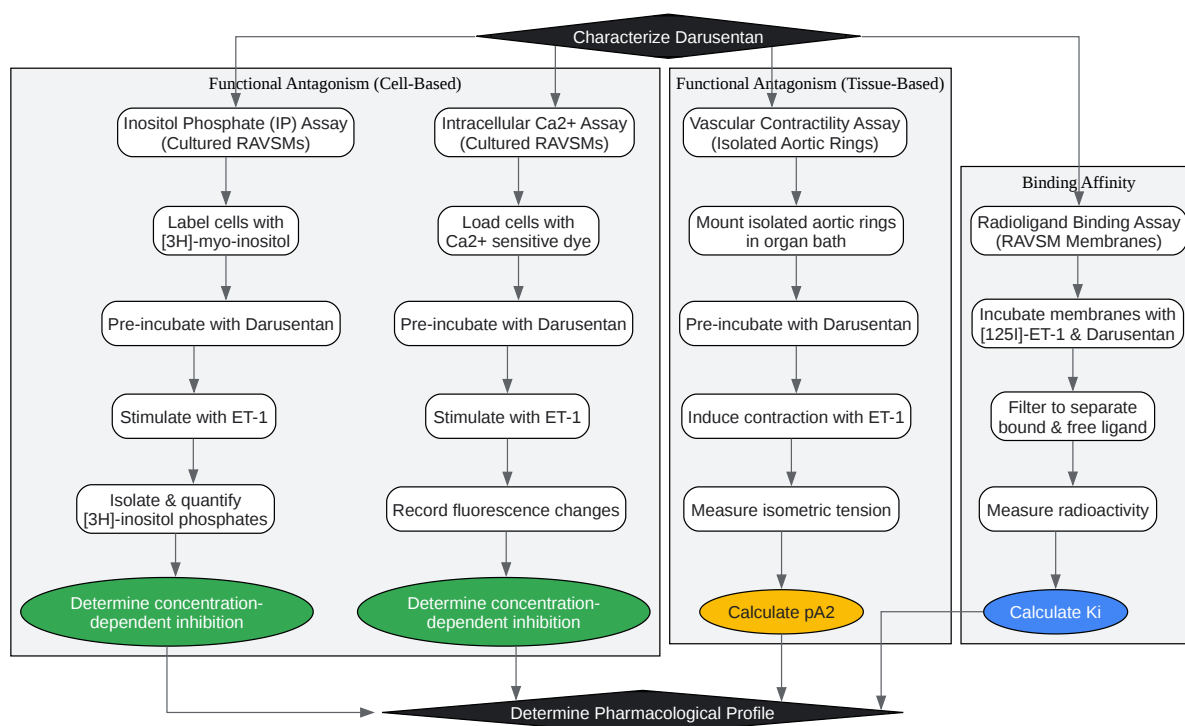 Characterize Darusentan
Functional Antagonism (Cell-Based)
Inositol Phosphate (IP) Assay
(Cultured RAVSMs)
Label cells with
[3H]-myo-inositol
Pre-incubate with Darusentan
Stimulate with ET-1
Isolate & quantify
[3H]-inositol phosphates
Determine concentration-
dependent inhibition
Intracellular Ca2+ Assay
(Cultured RAVSMs)
Load cells with
Ca2+ sensitive dye
Pre-incubate with Darusentan
Stimulate with ET-1
Record fluorescence changes
Determine concentration-
dependent inhibition
Functional Antagonism (Tissue-Based)
Vascular Contractility Assay
(Isolated Aortic Rings)
Mount isolated aortic rings
in organ bath
Pre-incubate with Darusentan
Induce contraction with ET-1
Measure isometric tension
Calculate pA2
Binding Affinity
Radioligand Binding Assay
(RAVSM Membranes)
Incubate membranes with
[125I]-ET-1 & Darusentan
Filter to separate
bound & free ligand
Measure radioactivity
Calculate Ki
Determine Pharmacological Profile